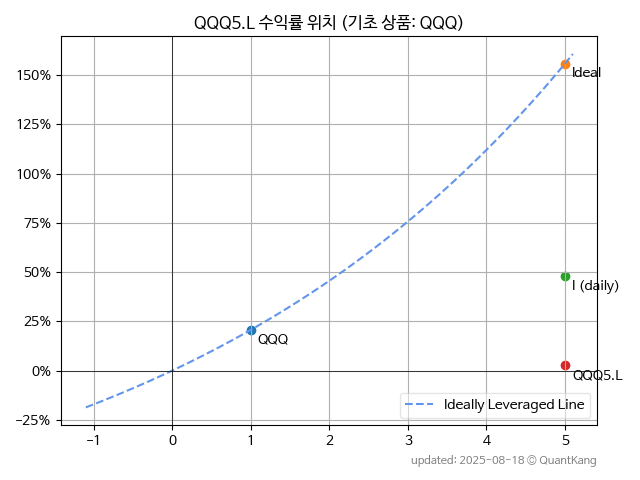 QQQ5.L 수익률 위치 (기초 상품: QQQ)
150%
125%
100%
75%
50%
25%
0%
−25%
Ideal
I (daily)
QQQ
QQQ5.L
Ideally Leveraged Line
−1 0 1 2 3 4 5
updated: 2025-08-18 © QuantKang